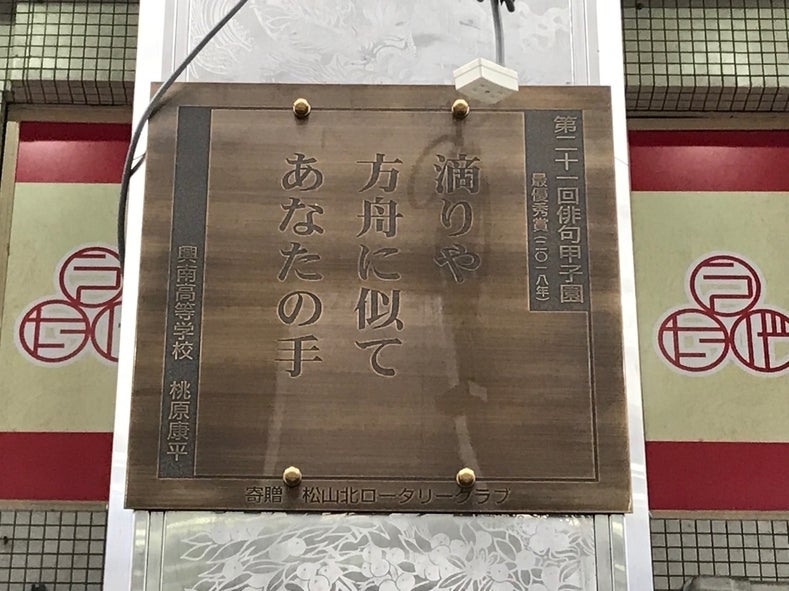 第二十一回俳句甲子園
最優秀賞(二〇一八年)
滴りや
方舟に似て
あなたの手
興南高等学校 桃原康平
寄贈 松山北ロータリークラブ